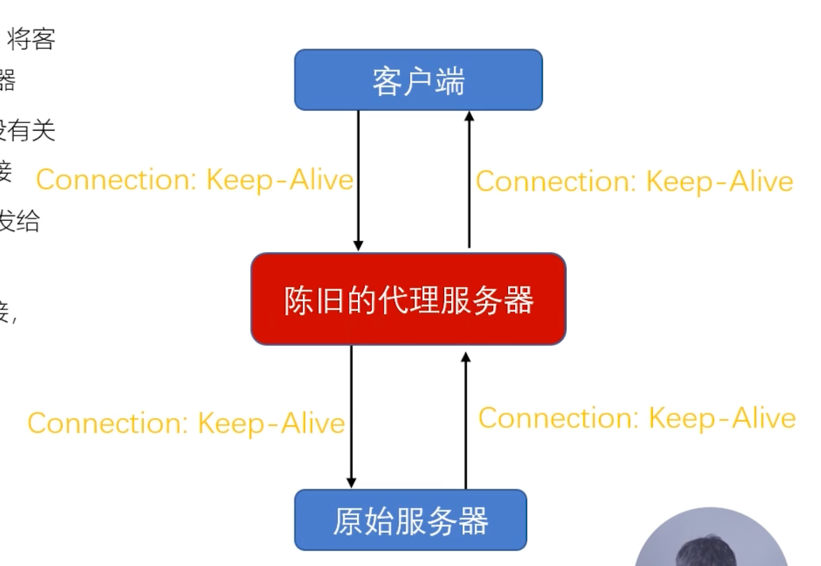 将客
器
没有关
接
发给
接,
客户端
Connection: Keep-Alive
Connection: Keep-Alive
陈旧的代理服务器
Connection: Keep-Alive
Connection: Keep-Alive
原始服务器